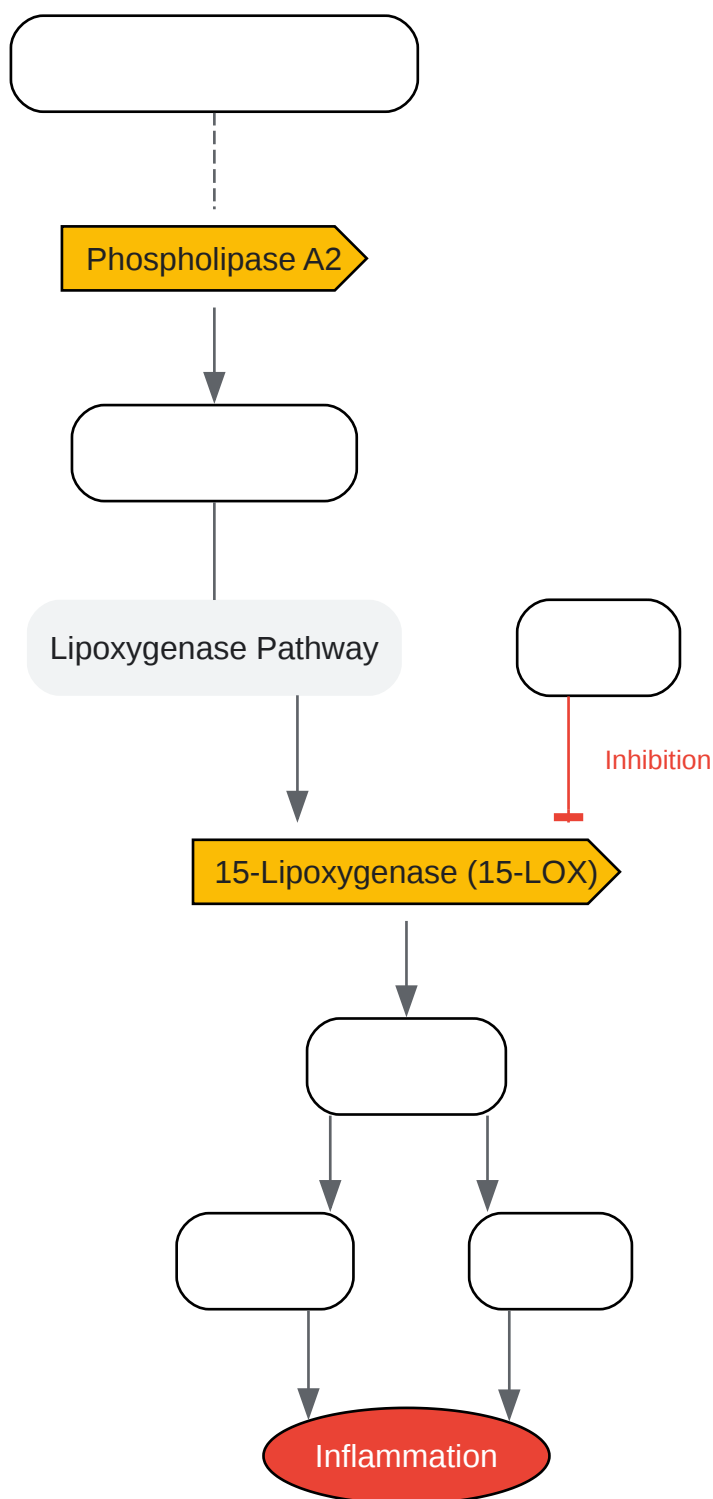 Phospholipase A2
Lipoxygenase Pathway
Inhibition
15-Lipoxygenase (15-LOX)
Inflammation